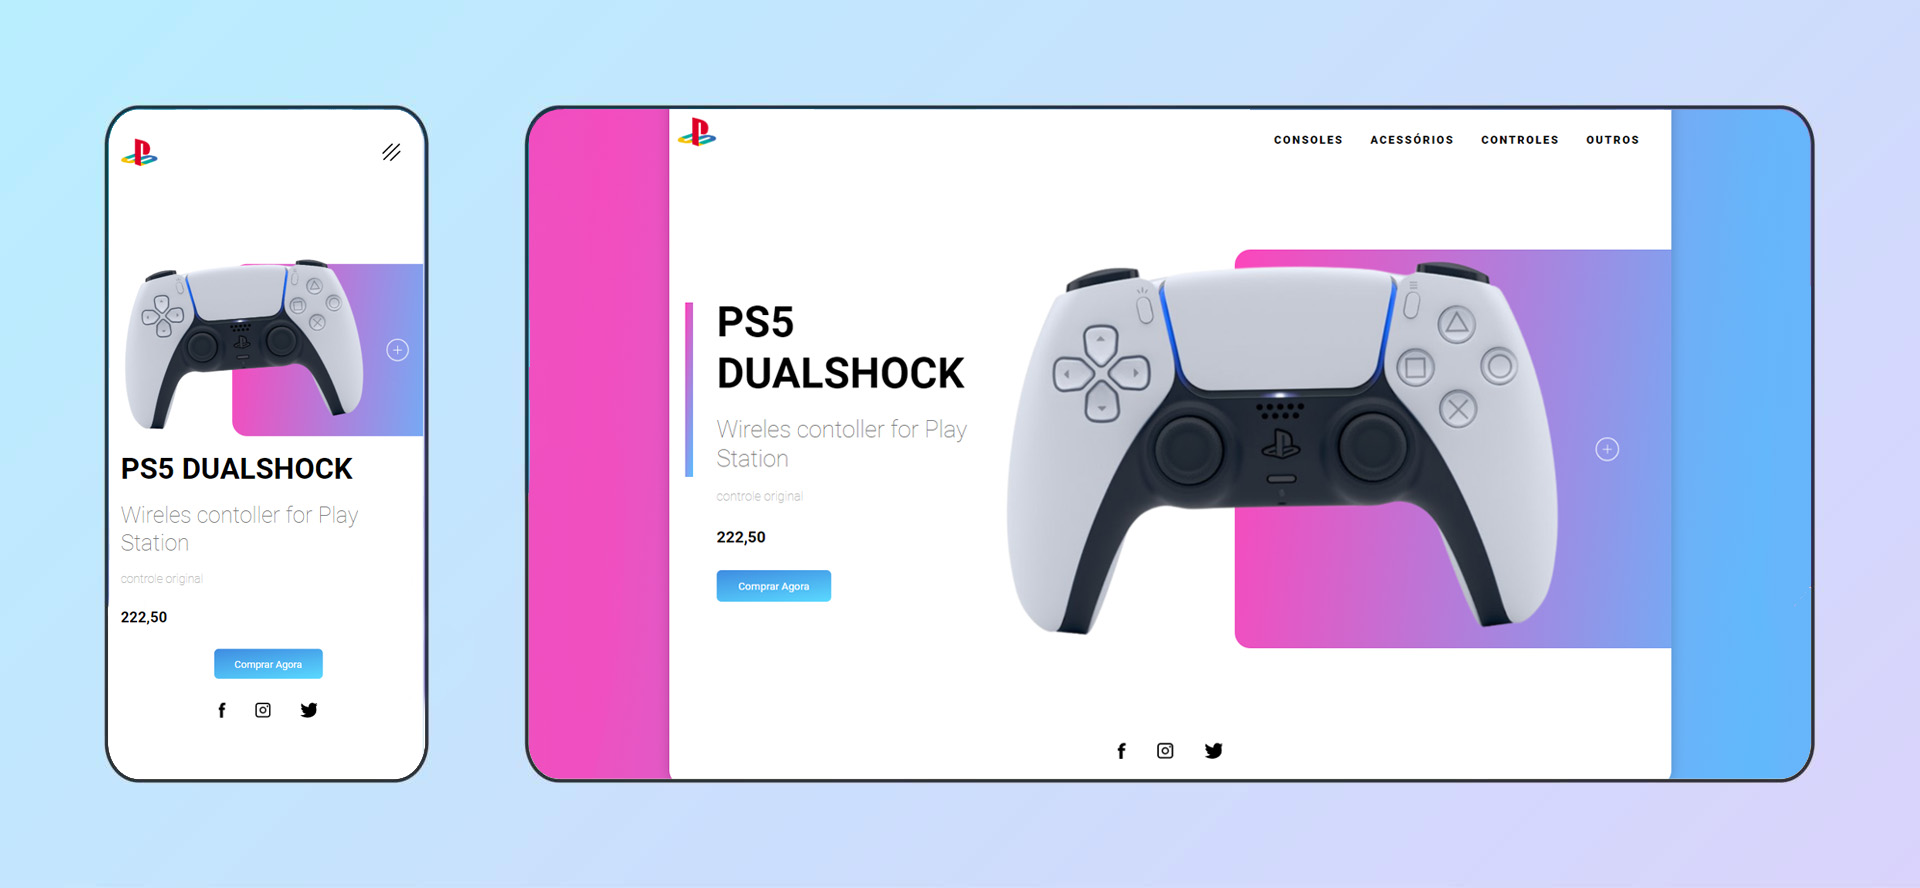 PS5 DUALSHOCK
Wireles contoller for Play
Station
controle original
222,50
Comprar Agora
CONSOLES ACESSÓRIOS CONTROLES OUTROS
PS5
DUALSHOCK
Wireles contoller for Play
Station
controle original
222,50
Comprar Agora